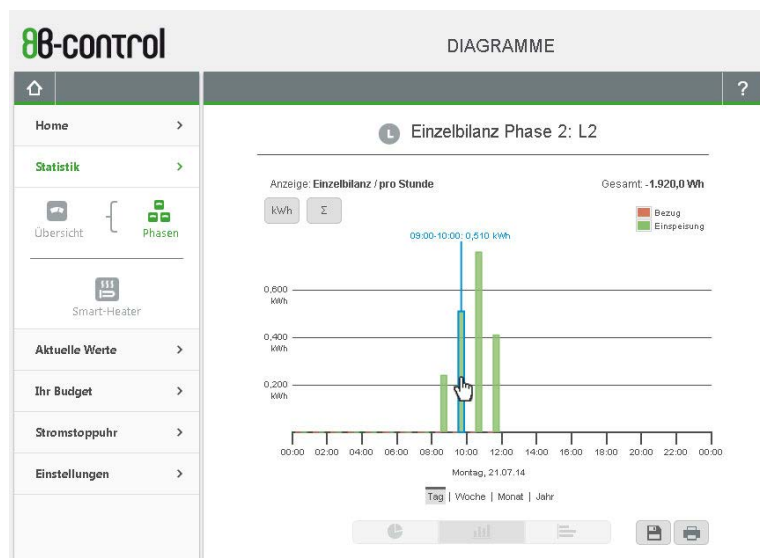 BB-control
DIAGRAMME
?
Home
Statistik
Übersicht
Phasen
Smart-Heater
Aktuelle Werte
Ihr Budget
Stromstoppuhr
Einstellungen
L Einzelbilanz Phase 2: L2
Anzeige: Einzelbilanz / pro Stunde
Gesamt: -1.920,0 Wh
kWh Σ
Bezug
Einspeisung
09:00-10:00: 0,510 kWh
0,600
kWh
0,400
kWh
0,200
kWh
00:00 02:00 04:00 06:00 08:00 10:00 12:00 14:00 16:00 18:00 20:00 22:00 00:00
Montag, 21.07.14
Tag | Woche | Monat | Jahr